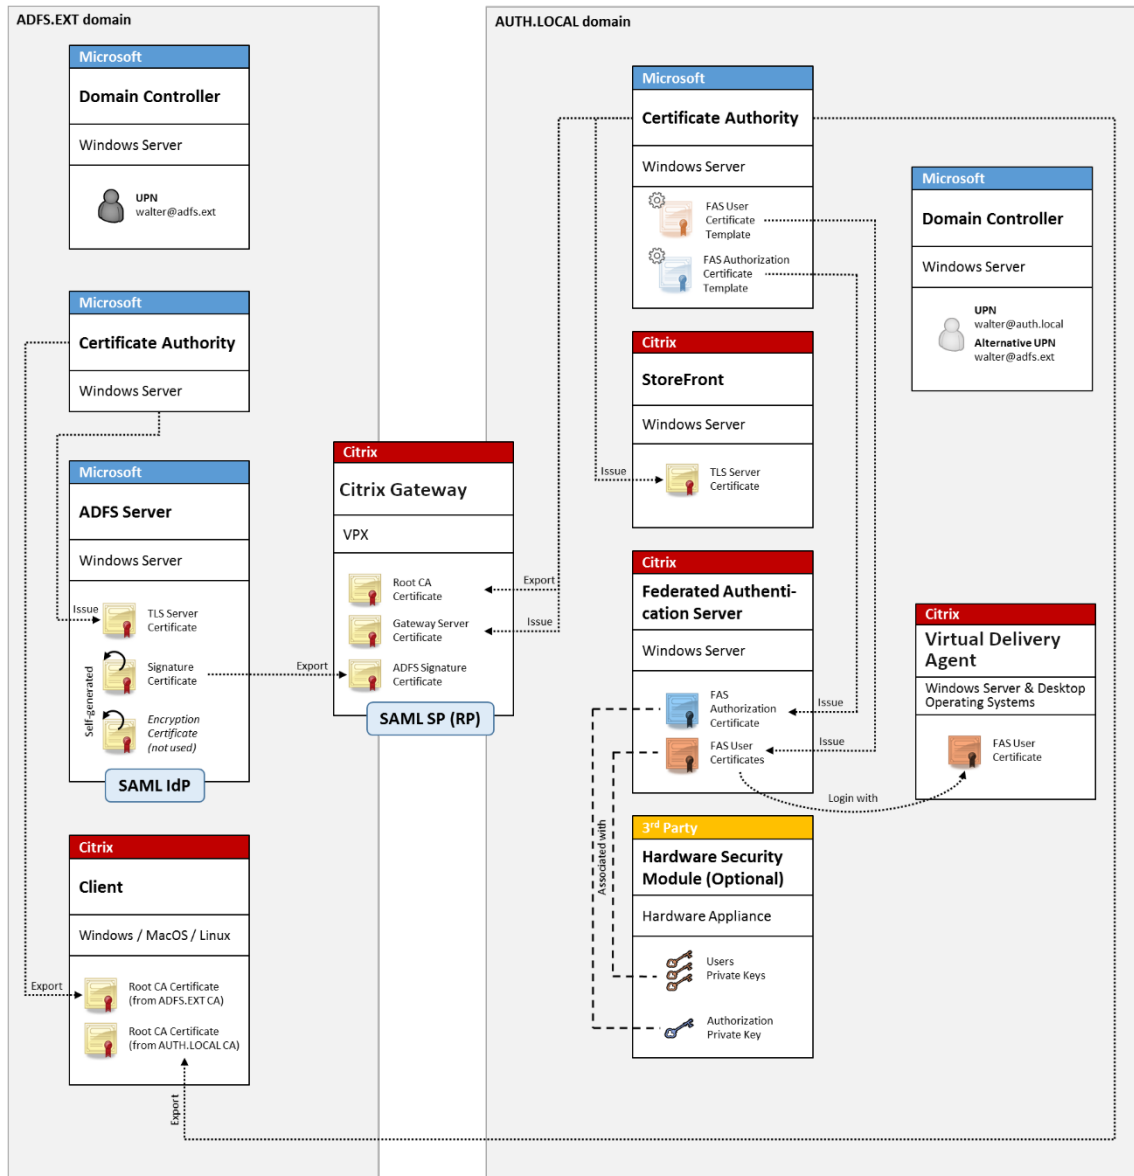 ADFS.EXT domain
Microsoft
Domain Controller
Windows Server
UPN
walter@adfs.ext
Microsoft
Certificate Authority
Windows Server
Microsoft
ADFS Server
Windows Server
Issue
TLS Server
Certificate
Self-generated
Signature
Certificate
Encryption
Certificate
(not used)
SAML IdP
Citrix
Client
Windows / MacOS / Linux
Export
Root CA Certificate
(from ADFS.EXT CA)
Root CA Certificate
(from AUTH.LOCAL CA)
Export
Citrix
Citrix Gateway
VPX
Root CA
Certificate
Export
Gateway Server
Certificate
Issue
Export
ADFS Signature
Certificate
SAML SP (RP)
AUTH.LOCAL domain
Microsoft
Certificate Authority
Windows Server
FAS User
Certificate
Template
FAS Authorization
Certificate
Template
Citrix
StoreFront
Windows Server
Issue
TLS Server
Certificate
Citrix
Federated Authenti-
cation Server
Windows Server
FAS
Authorization
Certificate
Issue
FAS User
Certificates
Issue
Login with
3rd Party
Hardware Security
Module (Optional)
Hardware Appliance
Associated with
Users
Private Keys
Authorization
Private Key
Microsoft
Domain Controller
Windows Server
UPN
walter@auth.local
Alternative UPN
walter@adfs.ext
Citrix
Virtual Delivery
Agent
Windows Server & Desktop
Operating Systems
FAS User
Certificate